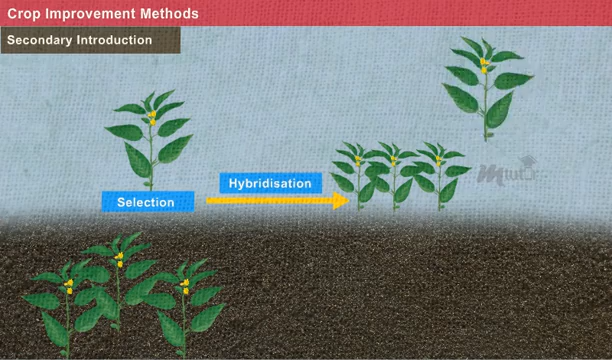 Crop Improvement Methods
Secondary Introduction
Hybridisation
Selection